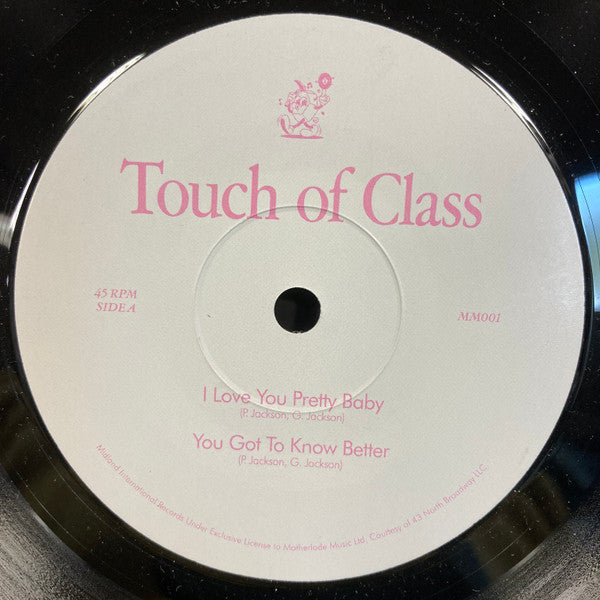 Touch of Class
45 RPM
SIDE A
MM001
I Love You Pretty Baby
(P. Jackson, G. Jackson)
You Got To Know Better
(P. Jackson, G. Jackson)
Midland International Records Under Exclusive License to Motherlode Music Ltd, Courtesy of 43 North Broadway LLC.